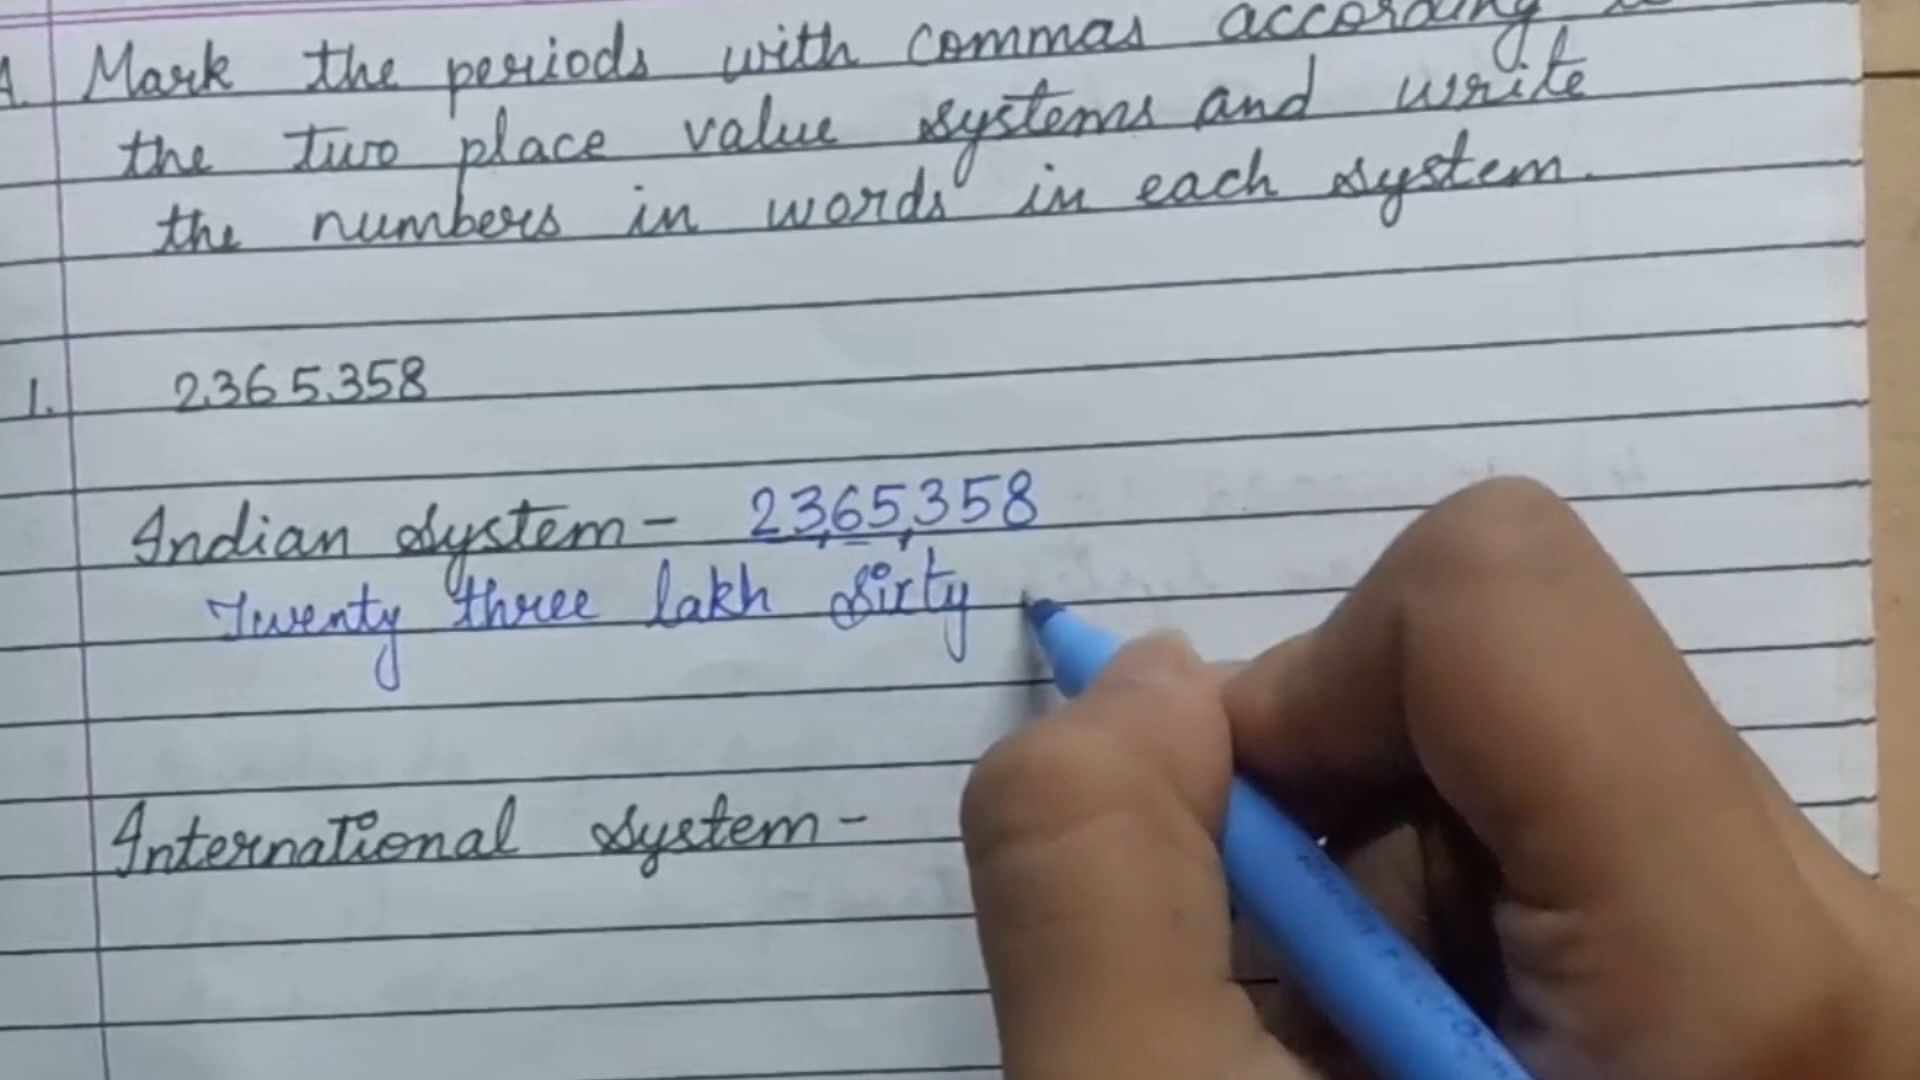 A. Mark the periods with commas according
the two place value systems and write
the numbers in words in each system.
1. 2365358
Indian System - 23,65,358
Twenty three lakh Sixty
International System -